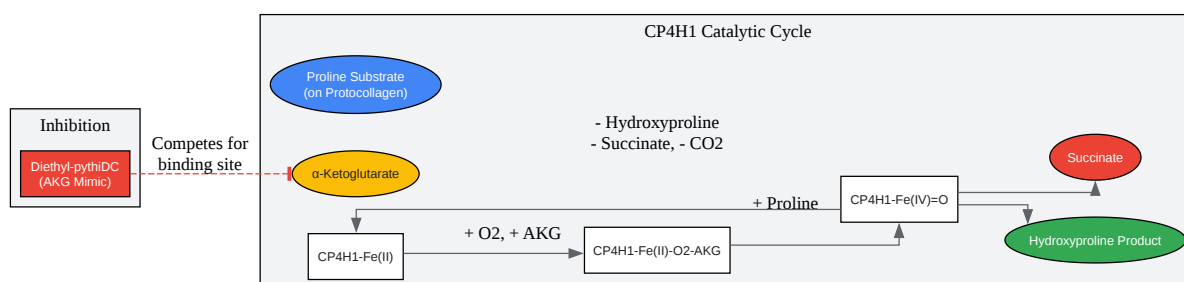 CP4H1 Catalytic Cycle
Proline Substrate
(on Protocollagen)
Inhibition
Diethyl-pythiDC
(AKG Mimic)
Competes for
binding site
α-Ketoglutarate
- Hydroxyproline
- Succinate, - CO2
Succinate
+ Proline
CP4H1-Fe(IV)=O
+ O2, + AKG
CP4H1-Fe(II)
CP4H1-Fe(II)-O2-AKG
Hydroxyproline Product